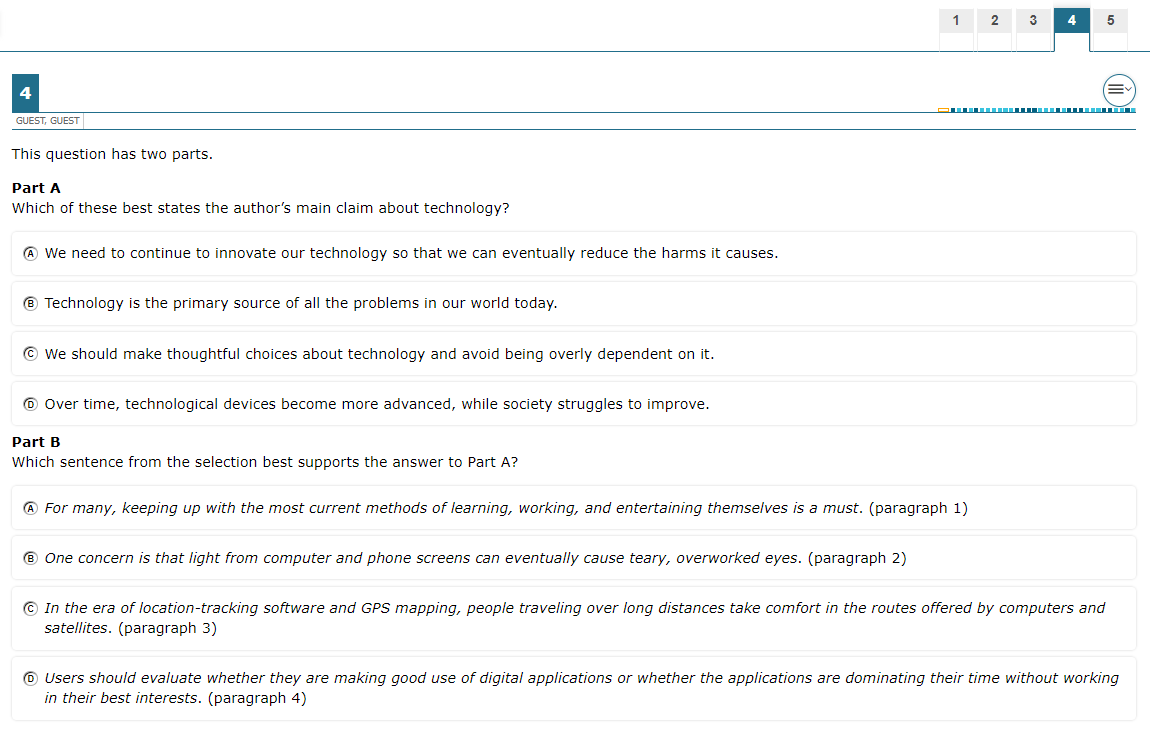 1 2 3 4 5
4
GUEST, GUEST
This question has two parts.
Part A
Which of these best states the author's main claim about technology?
A We need to continue to innovate our technology so that we can eventually reduce the harms it causes.
B Technology is the primary source of all the problems in our world today.
C We should make thoughtful choices about technology and avoid being overly dependent on it.
D Over time, technological devices become more advanced, while society struggles to improve.
Part B
Which sentence from the selection best supports the answer to Part A?
A For many, keeping up with the most current methods of learning, working, and entertaining themselves is a must. (paragraph 1)
B One concern is that light from computer and phone screens can eventually cause teary, overworked eyes. (paragraph 2)
C In the era of location-tracking software and GPS mapping, people traveling over long distances take comfort in the routes offered by computers and
satellites. (paragraph 3)
D Users should evaluate whether they are making good use of digital applications or whether the applications are dominating their time without working
in their best interests. (paragraph 4)